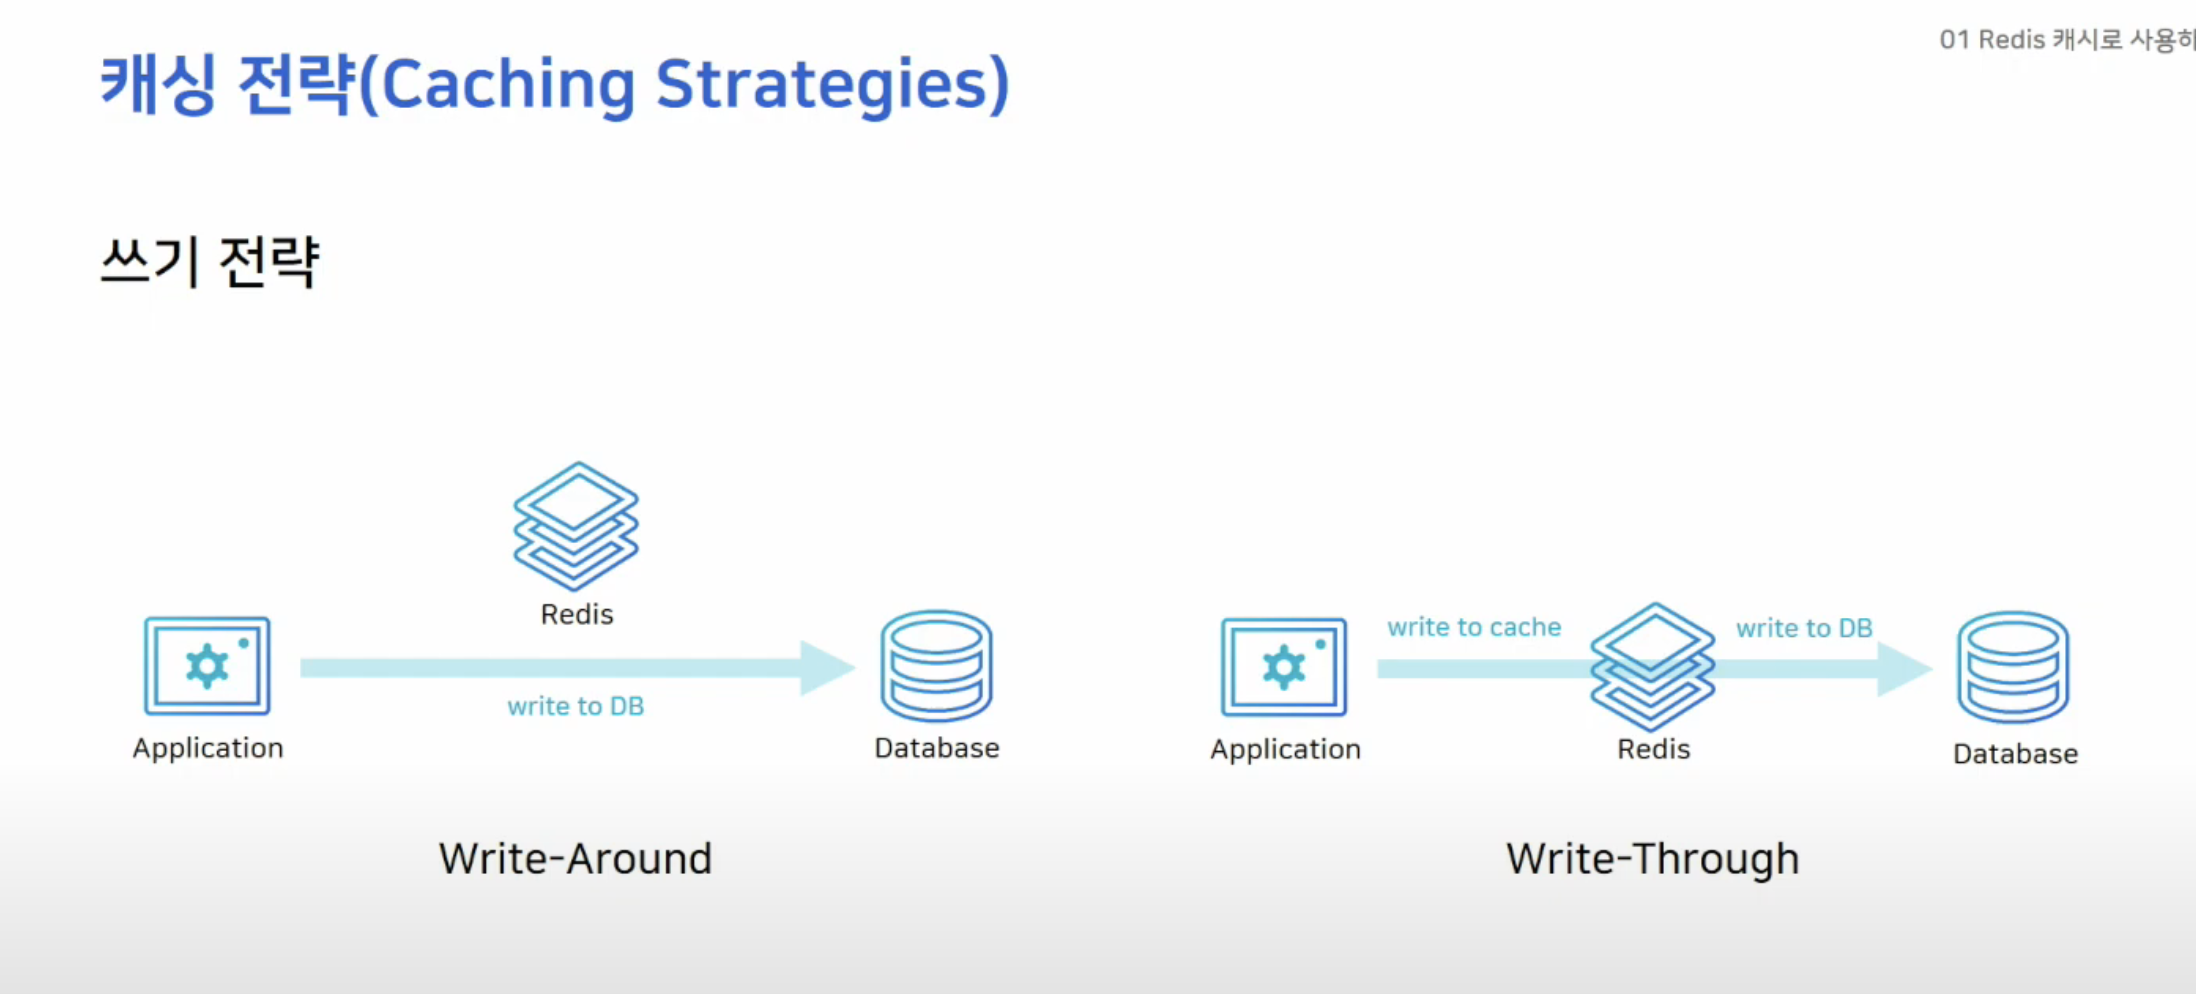 01 Redis 캐시로 사용하
캐싱 전략(Caching Strategies)
쓰기 전략
Redis
write to DB
Application
Database
Write-Around
write to cache
write to DB
Application
Redis
Database
Write-Through